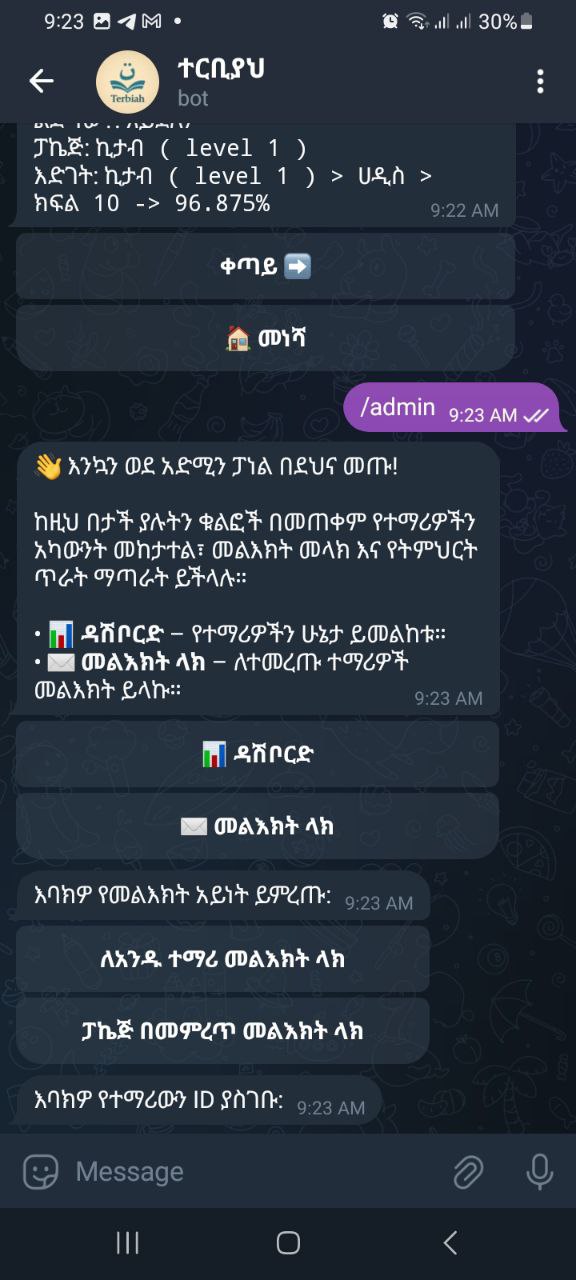 9:23
30%
ተርቢያህ
bot
Terbiah
ፓኬጅ: ኪታብ ( level 1 )
እድገት: ኪታብ ( level 1 ) > ሀዲስ >
ክፍል 10 -> 96.875%
9:22 AM
ቀጣይ ➡️
🏠 መነሻ
/admin 9:23 AM
👋 እንኳን ወደ አድሚን ፓነል በደህና መጡ!
ከዚህ በታች ያሉትን ቁልፎች በመጠቀም የተማሪዎችን
አካውንት መከታተል፣ መልእክት መላክ እና የትምህርት
ጥራት ማጣራት ይችላሉ።
• 📊 ዳሽቦርድ – የተማሪዎችን ሁኔታ ይመልከቱ።
• ✉️ መልእክት ላክ – ለተመረጡ ተማሪዎች
መልእክት ይላኩ።
9:23 AM
📊 ዳሽቦርድ
✉️ መልእክት ላክ
እባክዎ የመልእክት አይነት ይምረጡ: 9:23 AM
ለአንዱ ተማሪ መልእክት ላክ
ፓኬጅ በመምረጥ መልእክት ላክ
እባክዎ የተማሪውን ID ያስገቡ: 9:23 AM
Message